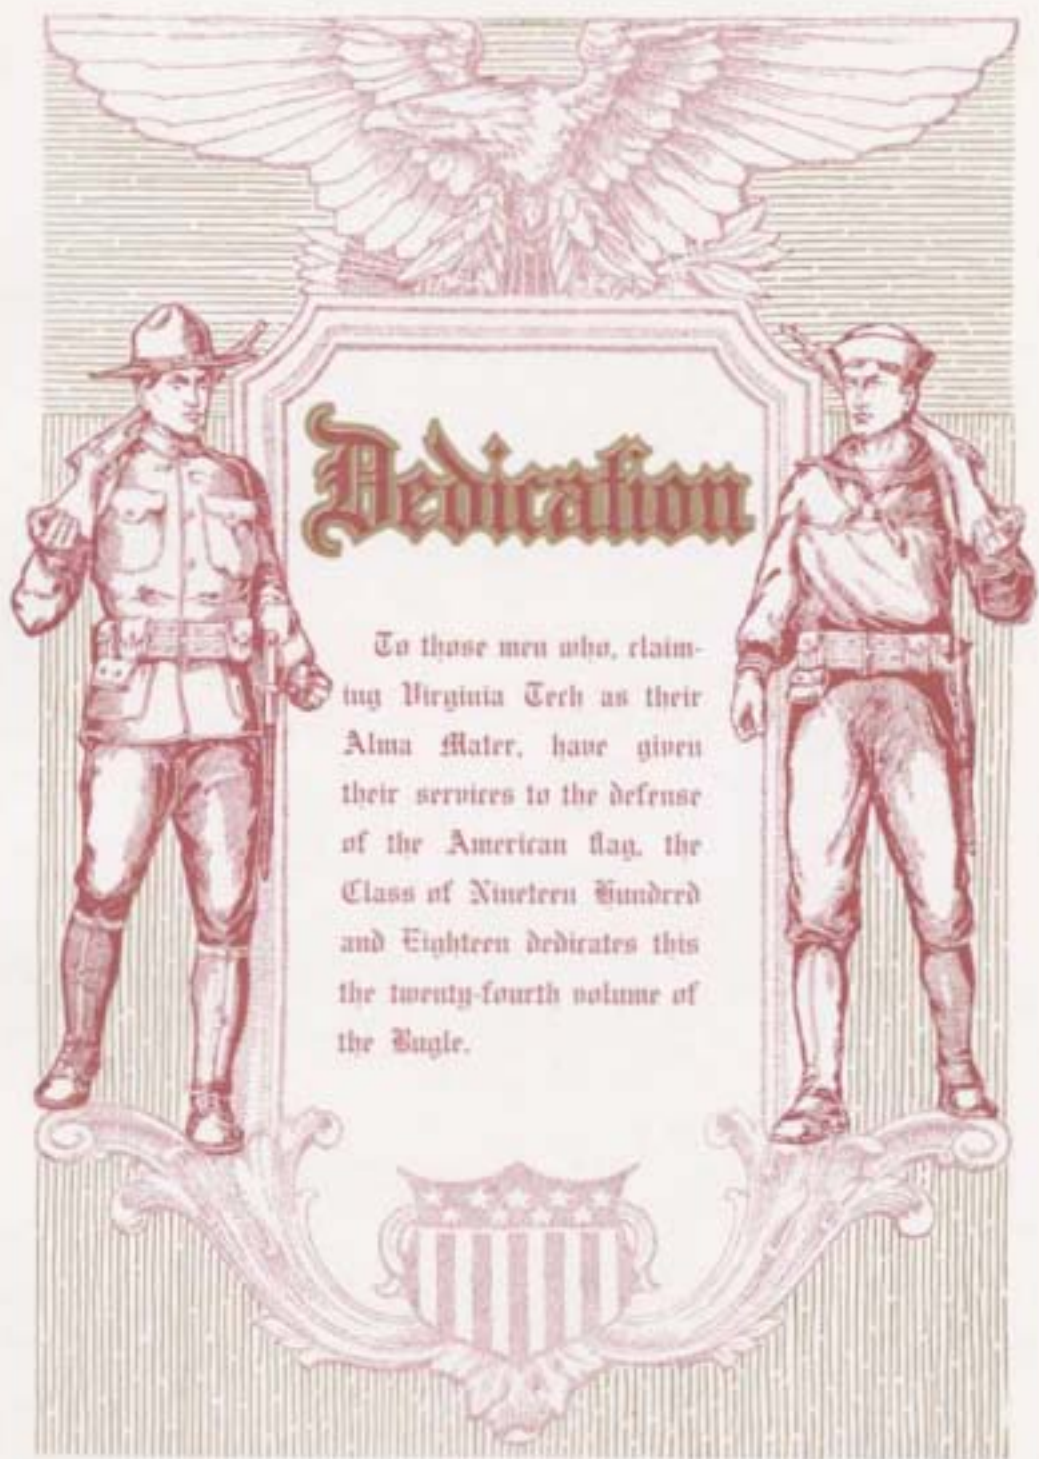 Dedication
To those men who, claim-
ing Virginia Tech as their
Alma Mater, have given
their services to the defense
of the American flag, the
Class of Nineteen Hundred
and Eighteen dedicates this
the twenty-fourth volume of
the Bugle.